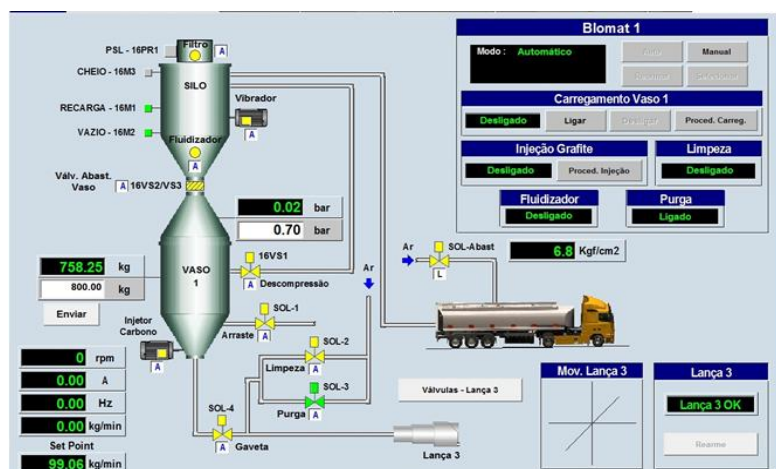 Blomat 1
PSL - 16PR1
Filtro
A
Modo :
Automático
Manual
CHEIO - 16M3
SILO
RECARGA - 16M1
Vibrador
A
Carregamento Vaso 1
Desligado
Ligar
Desligar
Proced. Carreg.
VAZIO - 16M2
Fluidizador
A
Injeção Grafite
Limpeza
Desligado
Proced. Injeção
Desligado
Válv. Abast.
Vaso
A
16VS2/VS3
Fluidizador
Purga
Desligado
Ligado
0.02 bar
0.70 bar
Ar
SOL-Abast
L
6.8 Kgf/cm2
758.25 kg
800.00 kg
Enviar
VASO
1
16VS1
A
Descompressão
Ar
Injetor
Carbono
A
SOL-1
Arraste
A
SOL-2
Limpeza
A
SOL-3
Purga
A
SOL-4
A
Gaveta
0 rpm
0.00 A
0.00 Hz
0.00 kg/min
Set Point
99.06 kg/min
Válvulas - Lança 3
Lança 3
Mov. Lança 3
Lança 3
Lança 3 OK
Rearme